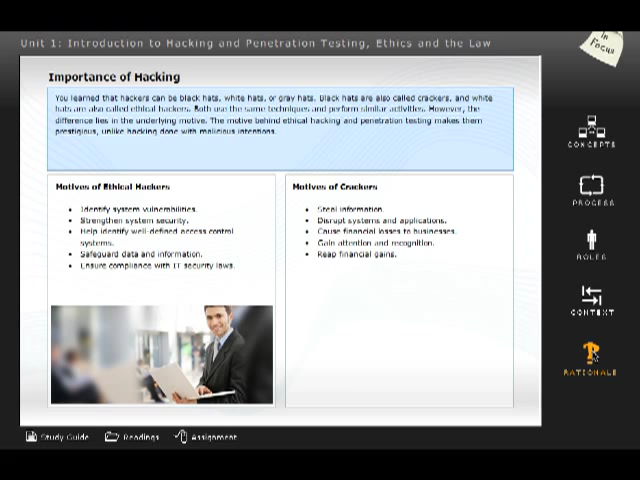 Unit 1: Introduction to Hacking and Penetration Testing, Ethics and the Law
In
Focus
Importance of Hacking
You learned that hackers can be black hats, white hats, or gray hats. Black hats are also called crackers, and white
hats are also called ethical hackers. Both use the same techniques and perform similar activities. However, the
difference lies in the underlying motive. The motive behind ethical hacking and penetration testing makes them
prestigious, unlike hacking done with malicious intentions.
Motives of Ethical Hackers
• Identify system vulnerabilities.
• Strengthen system security.
• Help identify well-defined access control
systems.
• Safeguard data and information.
• Ensure compliance with IT security laws.
Motives of Crackers
• Steal information.
• Disrupt systems and applications.
• Cause financial losses to businesses.
• Gain attention and recognition.
• Reap financial gains.
CONCEPTS
PROCESS
ROLES
CONTEXT
RATIONALE
Study Guide
Readings
Assignment